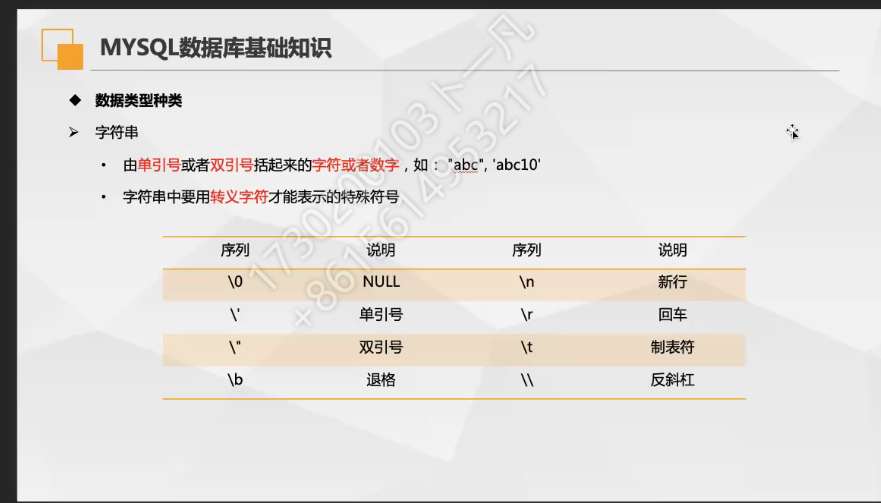 MYSQL数据库基础知识
◆ 数据类型种类
➢ 字符串
• 由单引号或者双引号括起来的字符或者数字，如： "abc", 'abc10'
• 字符串中要用转义字符才能表示的特殊符号
序列 说明 序列 说明
\0 NULL \n 新行
\' 单引号 \r 回车
\" 双引号 \t 制表符
\b 退格 \\ 反斜杠
1730200103卜一凡
+8615614953217